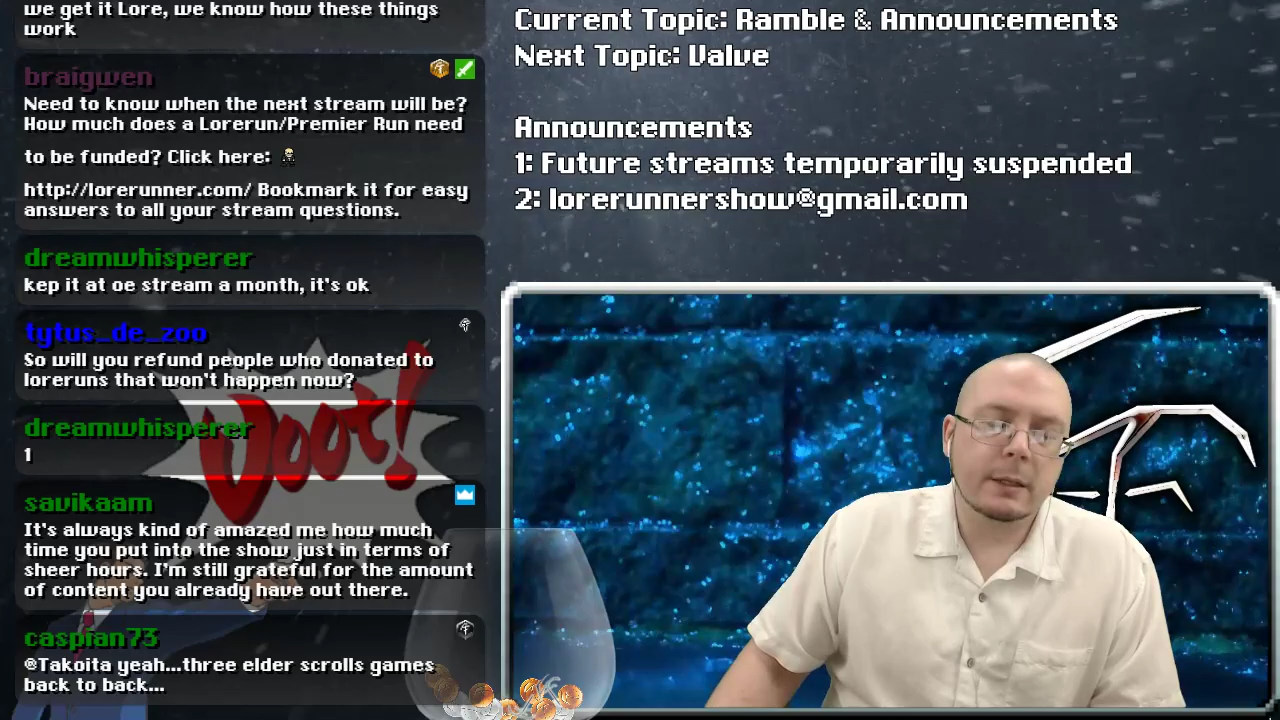 we get it Lore, we know how these things
work
braigwen
Need to know when the next stream will be?
How much does a Lorerun/Premier Run need
to be funded? Click here:
http://lorerunner.com/ Bookmark it for easy
answers to all your stream questions.
dreamwhisperer
kep it at oe stream a month, it's ok
tytus_de_zoo
So will you refund people who donated to
loreruns that won't happen now?
dreamwhisperer
1
Woot!
savikaam
It's always kind of amazed me how much
time you put into the show just in terms of
sheer hours. I'm still grateful for the amount
of content you already have out there.
caspian73
@Takoita yeah...three elder scrolls games
back to back...
Current Topic: Ramble & Announcements
Next Topic: Valve
Announcements
1: Future streams temporarily suspended
2: lorerunnershow@gmail.com